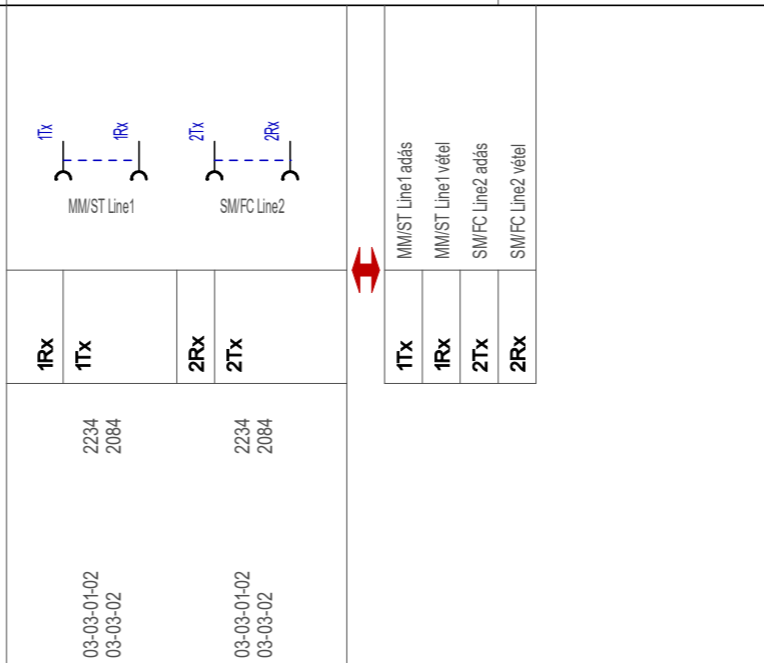 1Tx
1Rx
2Tx
2Rx
MM/ST Line1
SM/FC Line2
MM/ST Line1 adás
MM/ST Line1 vétel
SM/FC Line2 adás
SM/FC Line2 vétel
1Rx
1Tx
2Rx
2Tx
1Tx
1Rx
2Tx
2Rx
2234
2084
2234
2084
03-03-01-02
03-03-02
03-03-01-02
03-03-02